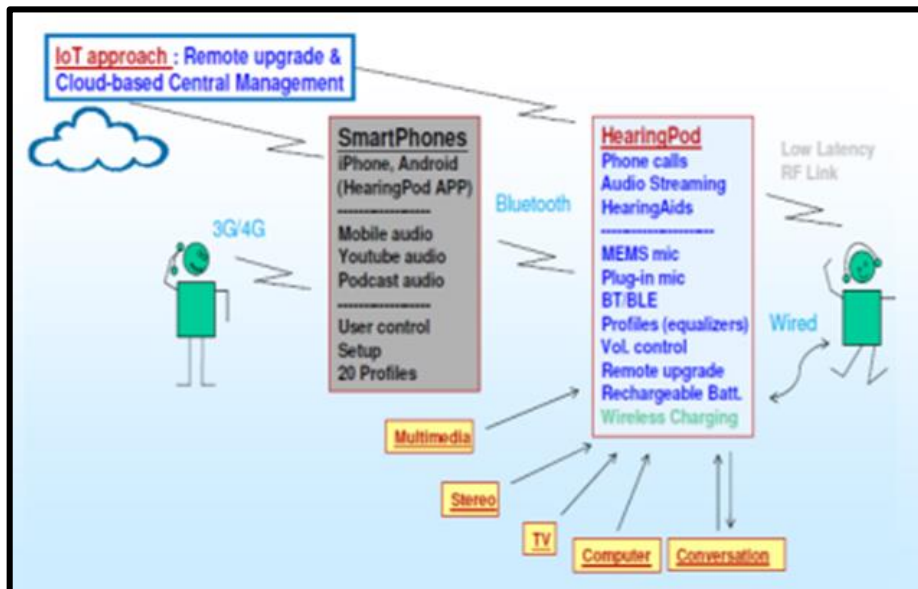 IoT approach : Remote upgrade &
Cloud-based Central Management
SmartPhones
iPhone, Android
(HearingPod APP)
-------------------
Mobile audio
Youtube audio
Podcast audio
-------------------
User control
Setup
20 Profiles
3G/4G
Bluetooth
HearingPod
Phone calls
Audio Streaming
HearingAids
-----------------------
MEMS mic
Plug-in mic
BT/BLE
Profiles (equalizers)
Vol. control
Remote upgrade
Rechargeable Batt.
Wireless Charging
Low Latency
RF Link
Wired
Multimedia
Stereo
TV
Computer
Conversation